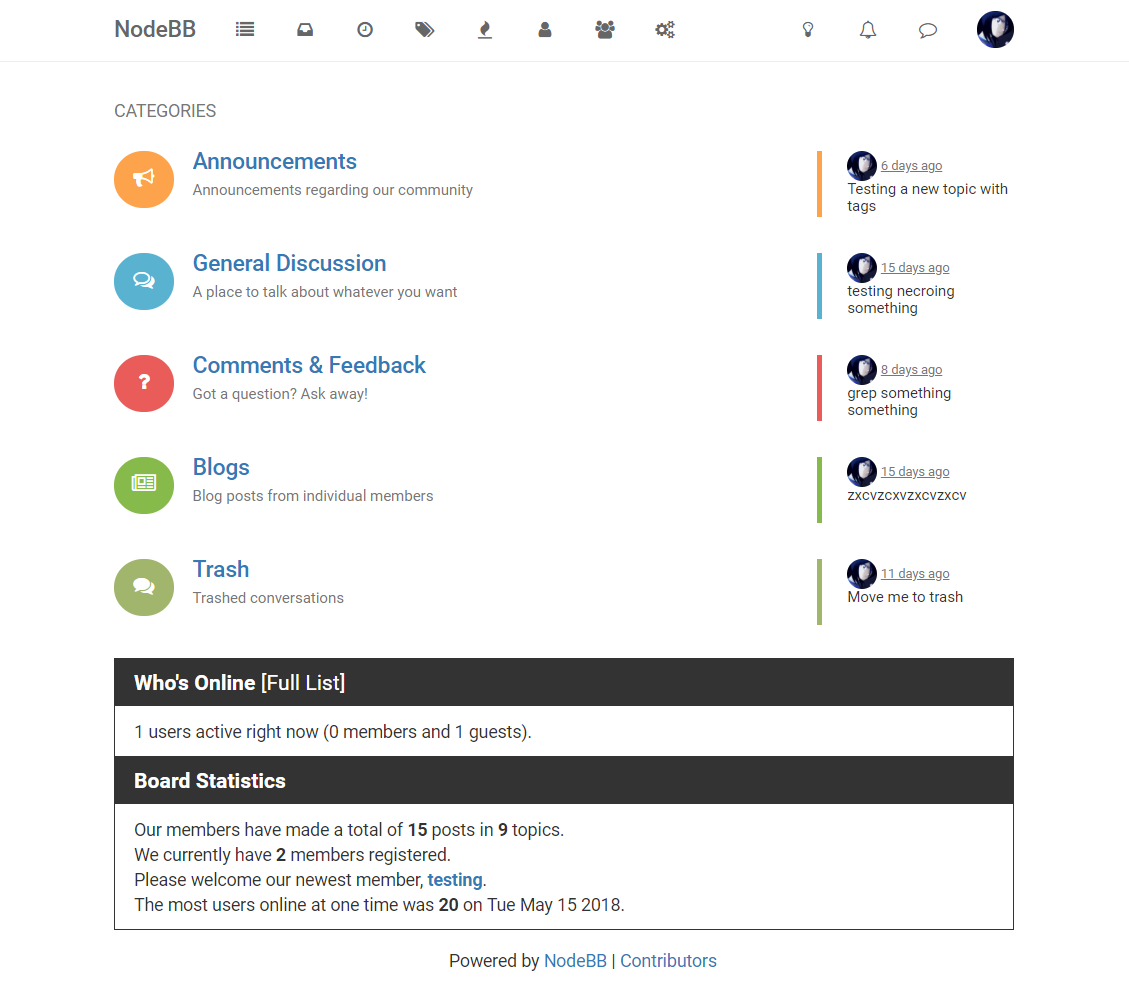 NodeBB
CATEGORIES
Announcements
Announcements regarding our community
6 days ago
Testing a new topic with
tags
General Discussion
A place to talk about whatever you want
15 days ago
testing necroing
something
Comments & Feedback
Got a question? Ask away!
8 days ago
grep something
something
Blogs
Blog posts from individual members
15 days ago
zxcvzcxvzxcvzxcv
Trash
Trashed conversations
11 days ago
Move me to trash
Who's Online [Full List]
1 users active right now (0 members and 1 guests).
Board Statistics
Our members have made a total of 15 posts in 9 topics.
We currently have 2 members registered.
Please welcome our newest member, testing.
The most users online at one time was 20 on Tue May 15 2018.
Powered by NodeBB | Contributors